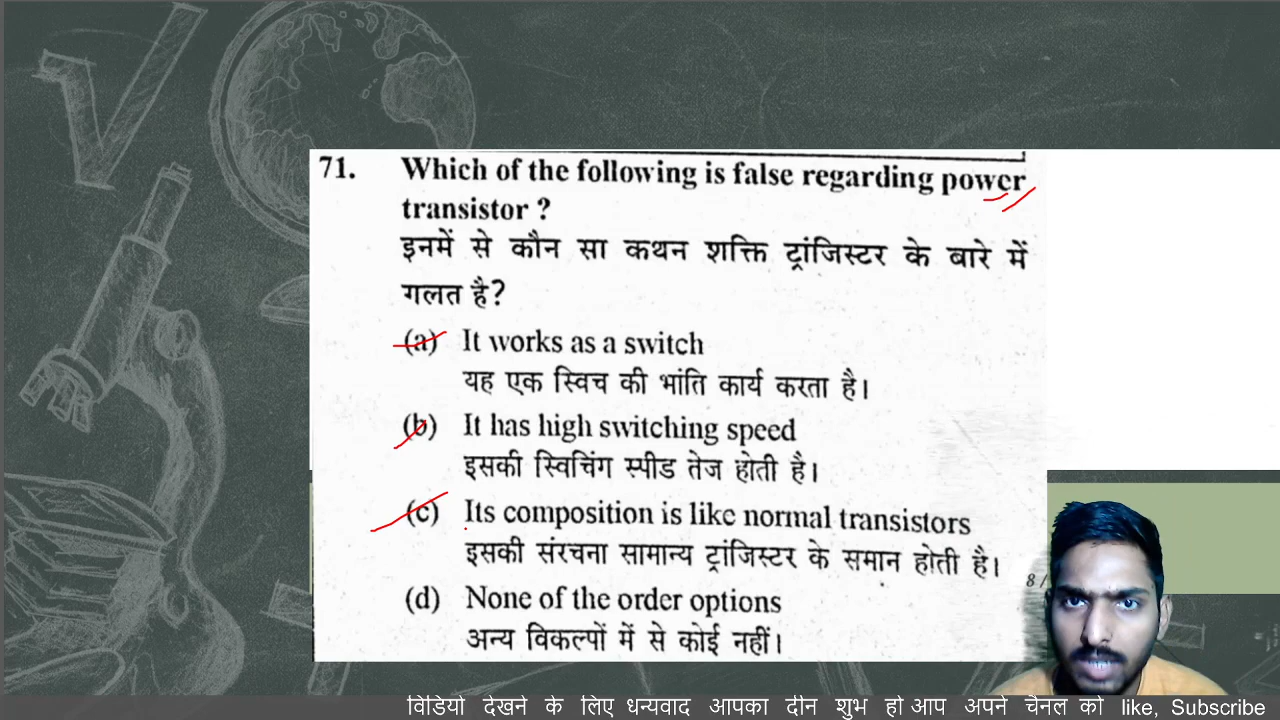 71. Which of the following is false regarding power
transistor ?
इनमें से कौन सा कथन शक्ति ट्रांजिस्टर के बारे में
गलत है?
(a) It works as a switch
यह एक स्विच की भांति कार्य करता है।
(b) It has high switching speed
इसकी स्विचिंग स्पीड तेज होती है।
(c) Its composition is like normal transistors
इसकी संरचना सामान्य ट्रांजिस्टर के समान होती है।
8 /
(d) None of the order options
अन्य विकल्पों में से कोई नहीं।
विडियो देखने के लिए धन्यवाद आपका दीन शुभ हो आप अपने चैनल को like, Subscribe